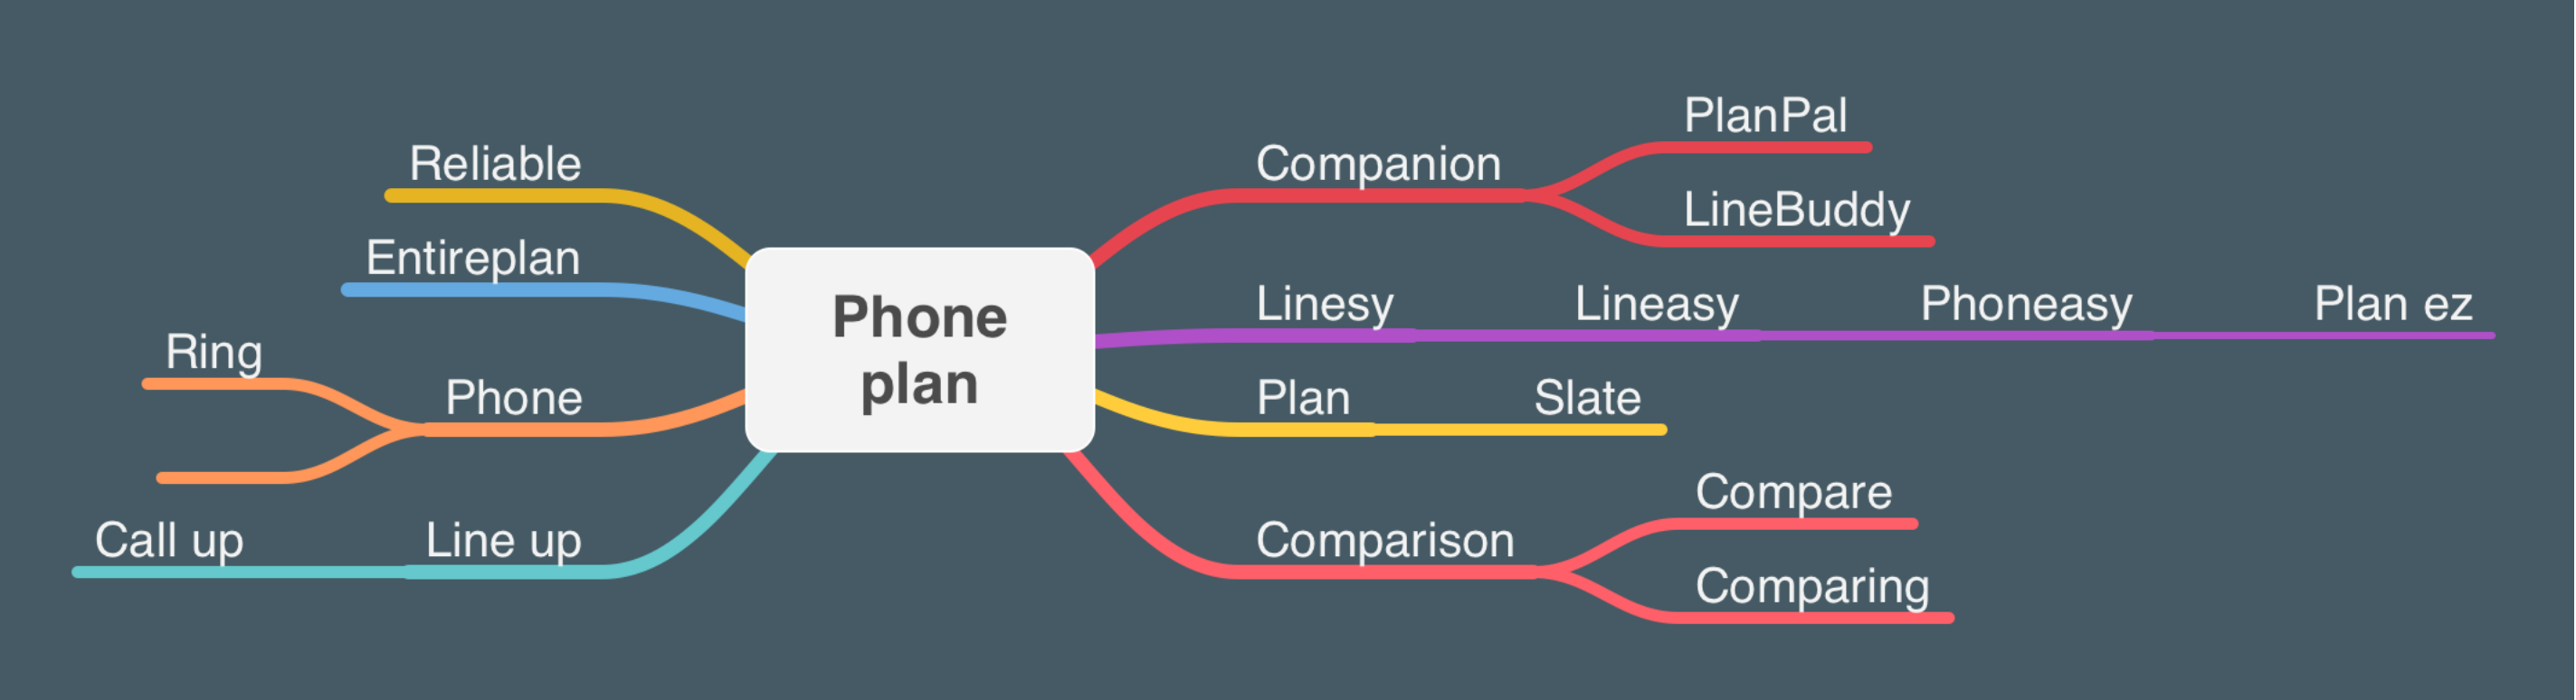 PlanPal
Reliable
Companion
LineBuddy
Entireplan
Linesy
Lineasy
Phoneasy
Plan ez
Phone
plan
Ring
Phone
Plan
Slate
Compare
Call up
Line up
Comparison
Comparing